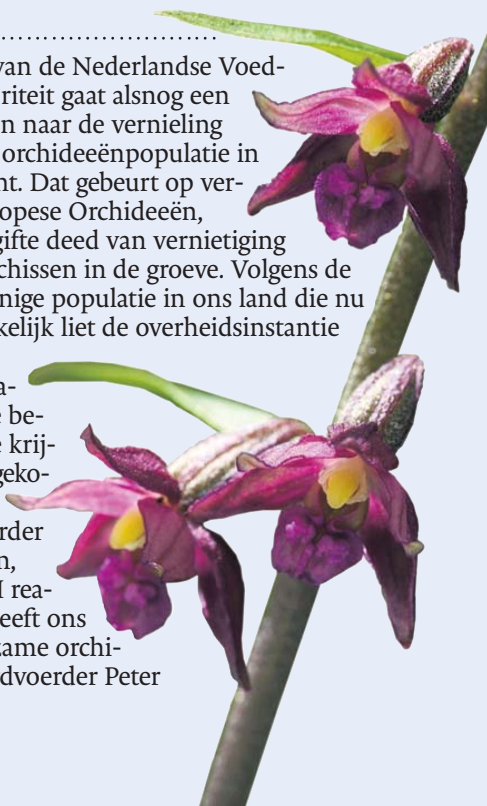 van de Nederlandse Voed-
riteit gaat alsnog een
n naar de vernieling
orchideeënpopulatie in
nt. Dat gebeurt op ver-
opese Orchideeën,
gifte deed van vernietiging
chissen in de groeve. Volgens de
nige populatie in ons land die nu
kelijk liet de overheidsinstantie
a-
e be-
e krij-
geko-
rder
n,
I rea-
eeft ons
zame orchi-
dvoerder Peter